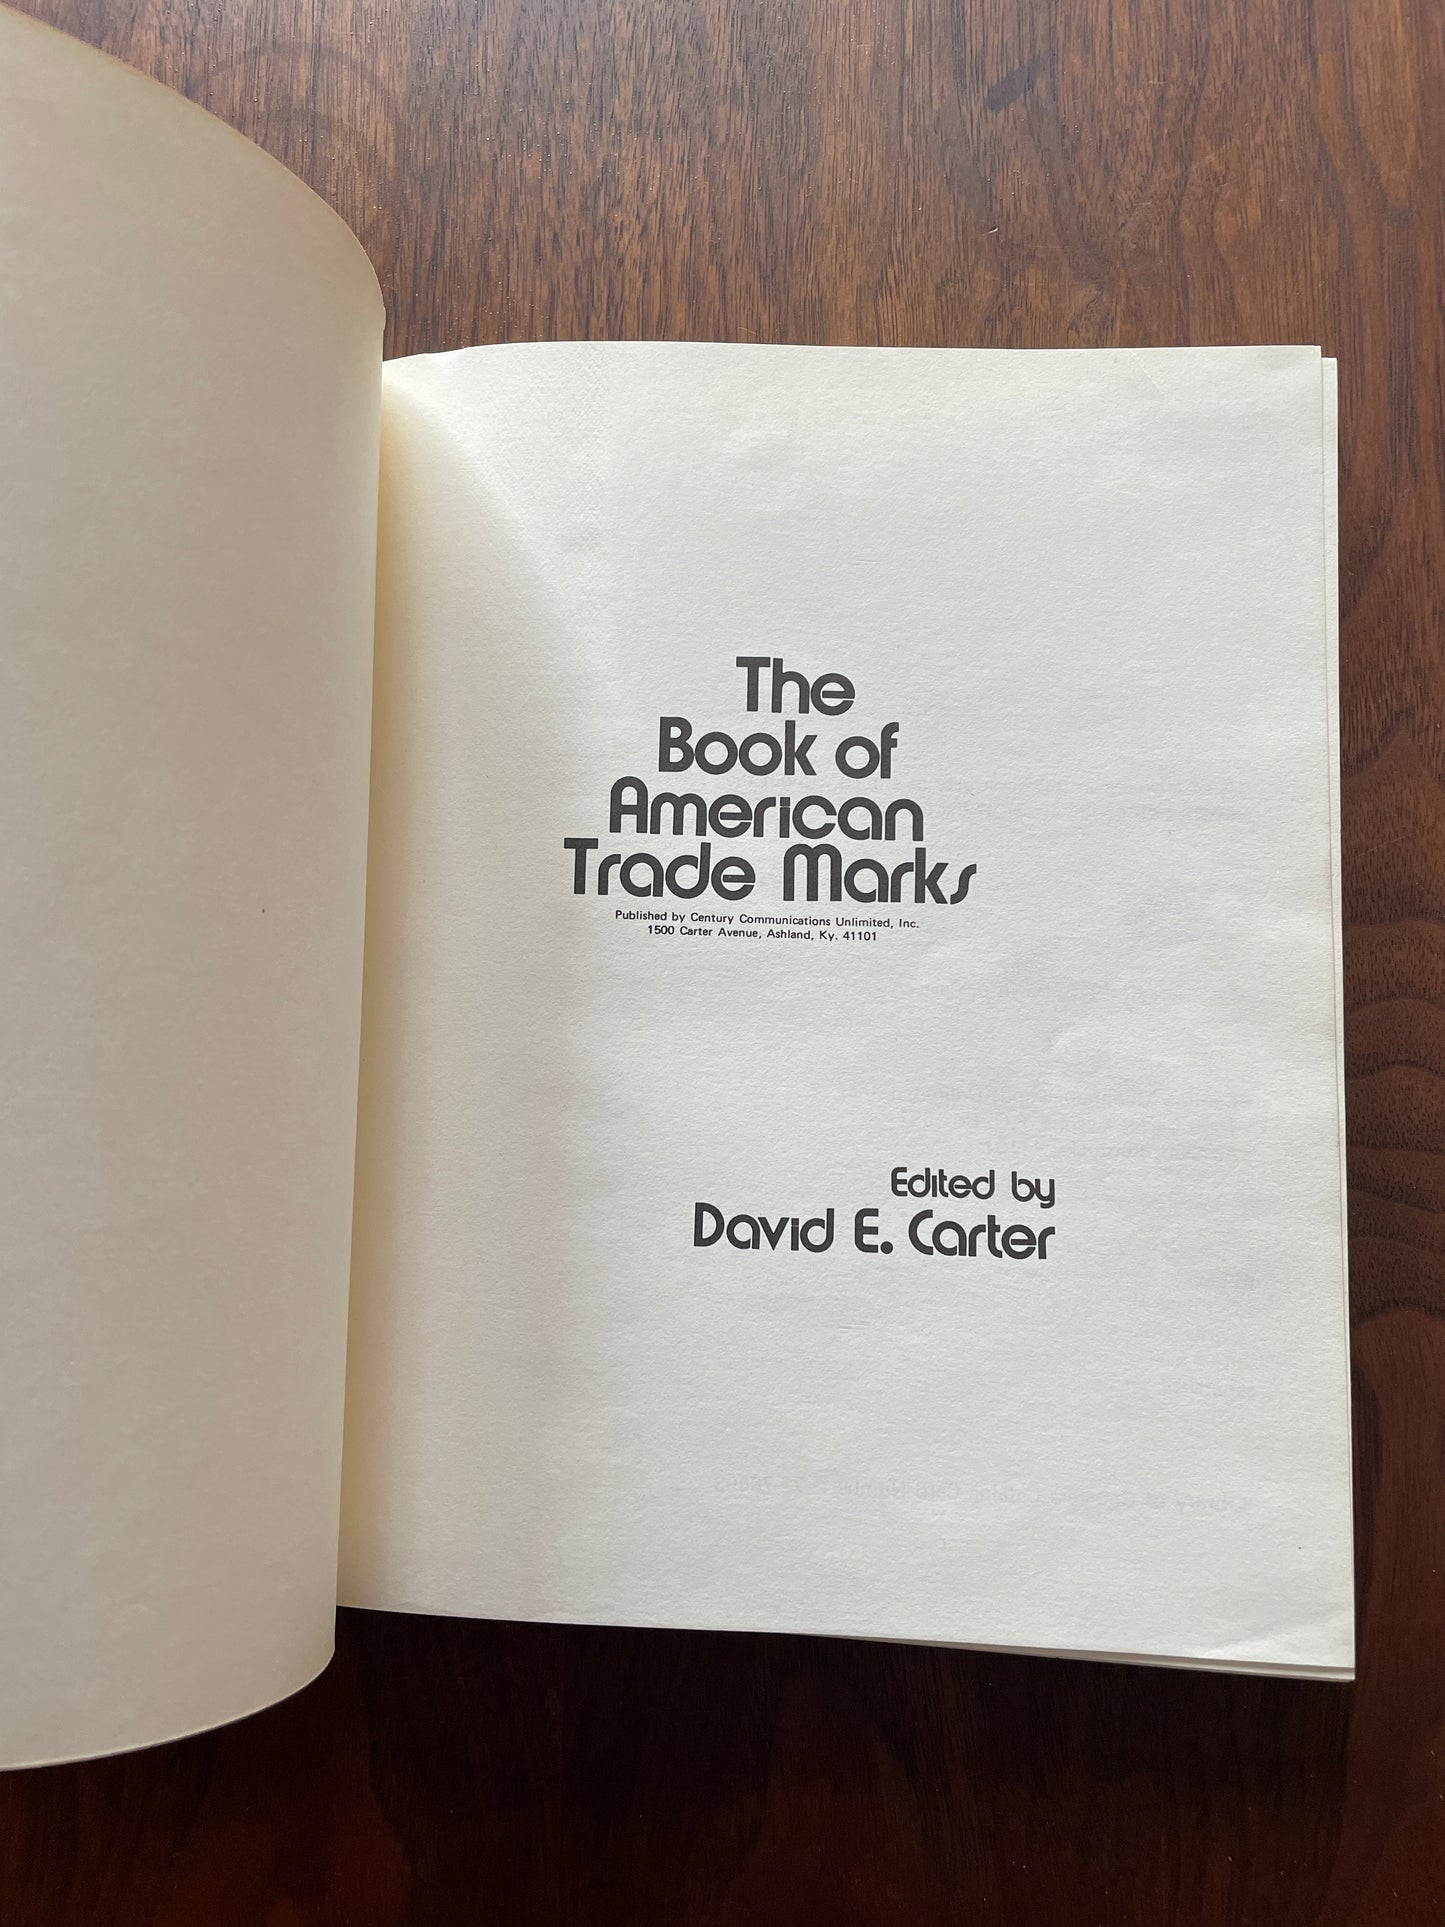 The
Book of
American
Trade Marks
Published by Century Communications Unlimited, Inc.
1500 Carter Avenue, Ashland, Ky. 41101
Edited by
David E. Carter